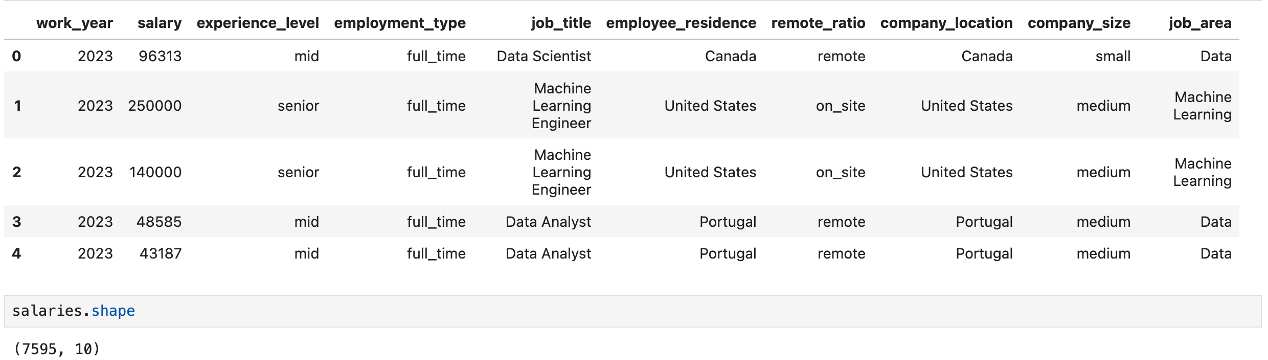 work_year salary experience_level employment_type job_title employee_residence remote_ratio company_location company_size job_area
0 2023 96313 mid full_time Data Scientist Canada remote Canada small Data
1 2023 250000 senior full_time Machine Learning Engineer United States on_site United States medium Machine Learning
2 2023 140000 senior full_time Machine Learning Engineer United States on_site United States medium Machine Learning
3 2023 48585 mid full_time Data Analyst Portugal remote Portugal medium Data
4 2023 43187 mid full_time Data Analyst Portugal remote Portugal medium Data
salaries.shape
(7595, 10)